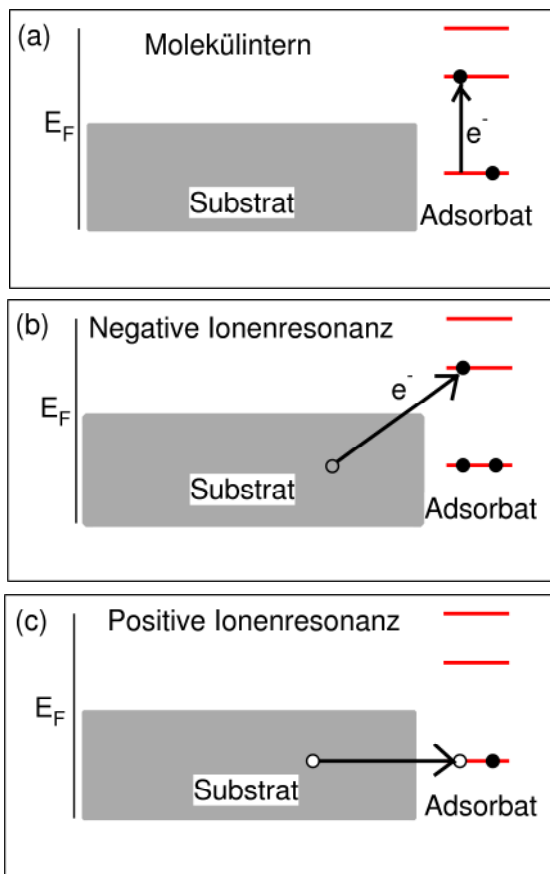 (a)
Molekülintern
E_F
e⁻
Substrat
Adsorbat
(b)
Negative Ionenresonanz
e⁻
E_F
Substrat
Adsorbat
(c)
Positive Ionenresonanz
E_F
Substrat
Adsorbat